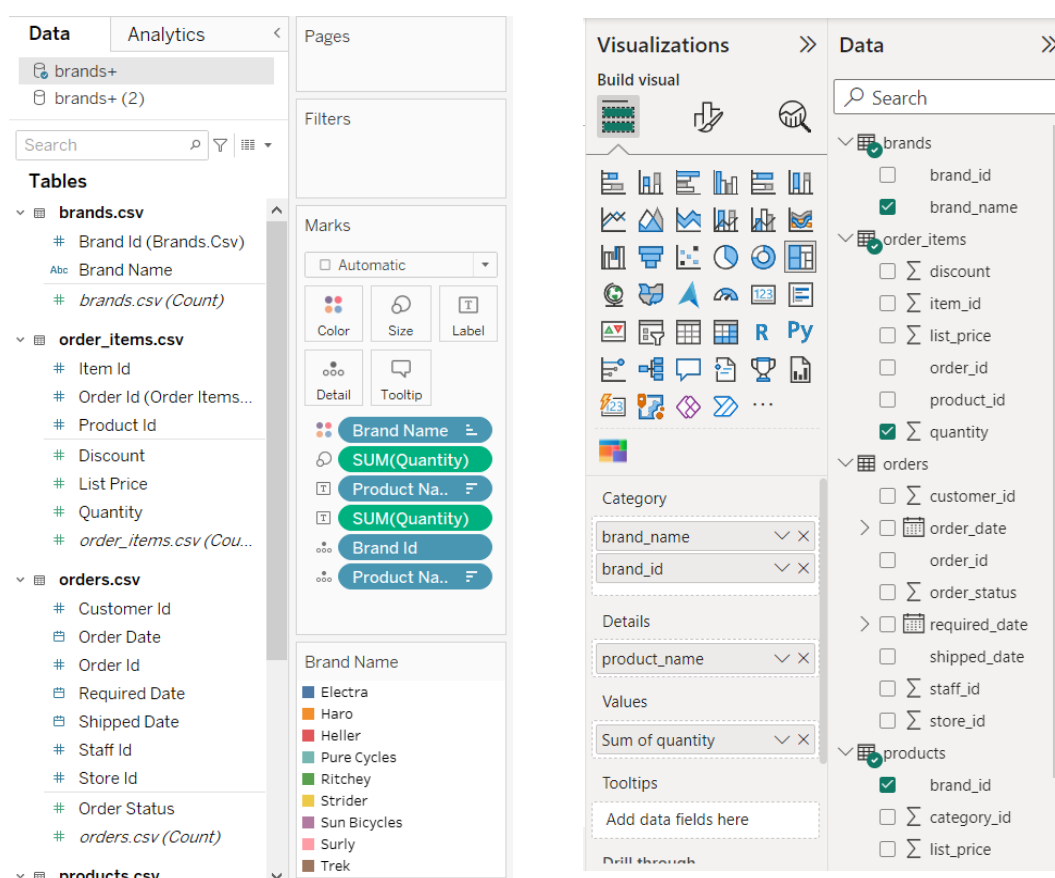 Data
Analytics
brands+
brands+ (2)
Search
Tables
brands.csv
# Brand Id (Brands.Csv)
Abc Brand Name
# brands.csv (Count)
order_items.csv
# Item Id
# Order Id (Order Items...
# Product Id
# Discount
# List Price
# Quantity
# order_items.csv (Cou...
orders.csv
# Customer Id
Order Date
# Order Id
Required Date
Shipped Date
# Staff Id
# Store Id
# Order Status
# orders.csv (Count)
products.csv
Pages
Filters
Marks
Automatic
Color
Size
T
Label
Detail
Tooltip
Brand Name
SUM(Quantity)
T Product Na..
T SUM(Quantity)
Brand Id
Product Na..
Brand Name
Electra
Haro
Heller
Pure Cycles
Ritchey
Strider
Sun Bicycles
Surly
Trek
Visualizations
Build visual
123
R
Py
123
...
Category
brand_name
brand_id
Details
product_name
Values
Sum of quantity
Tooltips
Add data fields here
Drill through
Data
Search
brands
brand_id
brand_name
order_items
∑ discount
∑ item_id
∑ list_price
order_id
product_id
∑ quantity
orders
∑ customer_id
order_date
order_id
∑ order_status
required_date
shipped_date
∑ staff_id
∑ store_id
products
brand_id
∑ category_id
∑ list_price